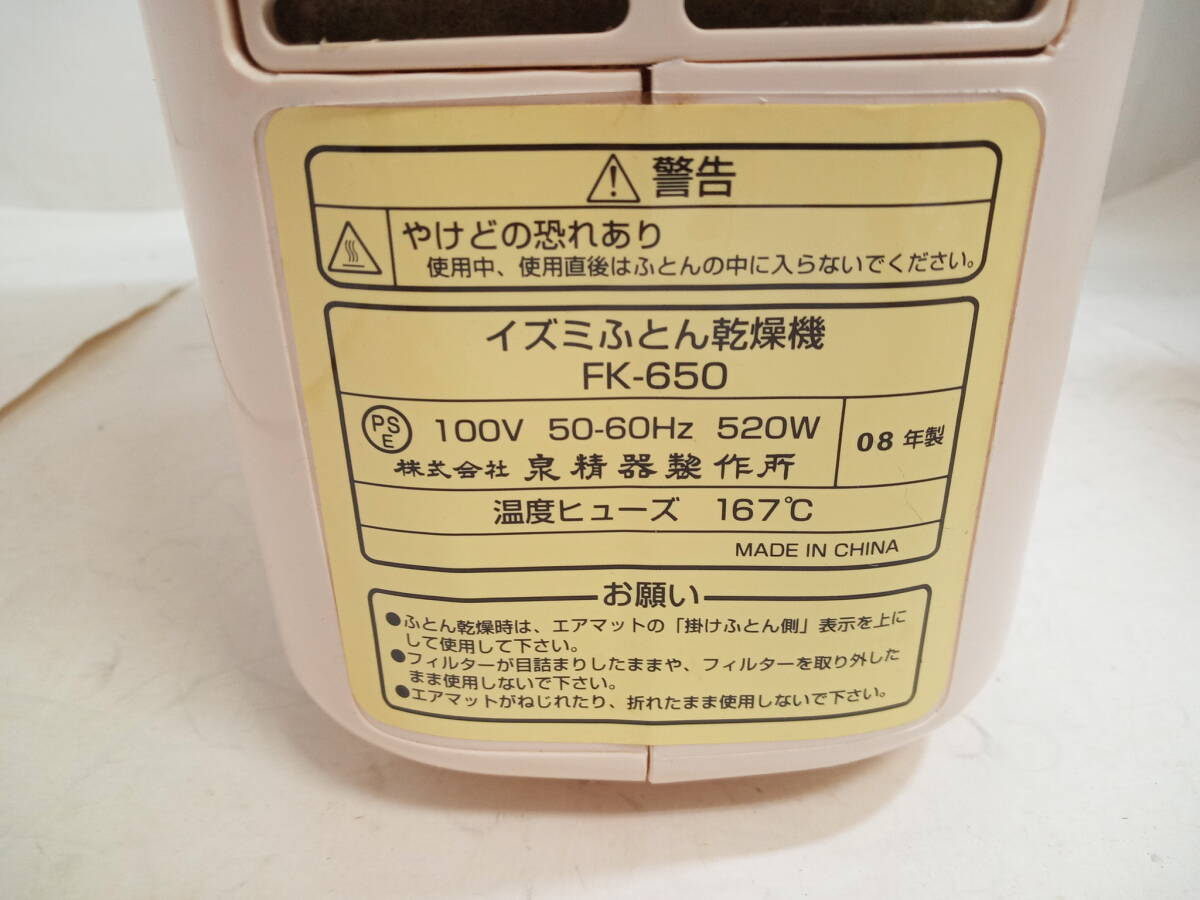 警告
やけどの恐れあり
使用中、使用直後はふとんの中に入らないでください。
イズミふとん乾燥機
FK-650
PSE 100V 50-60Hz 520W
株式会社 泉精器製作所
08年製
温度ヒューズ 167℃
MADE IN CHINA
お願い
●ふとん乾燥時は、エアマットの「掛けふとん側」表示を上に
して使用して下さい。
●フィルターが目詰まりしたままや、フィルターを取り外した
まま使用しないで下さい。
●エアマットがねじれたり、折れたまま使用しないで下さい。